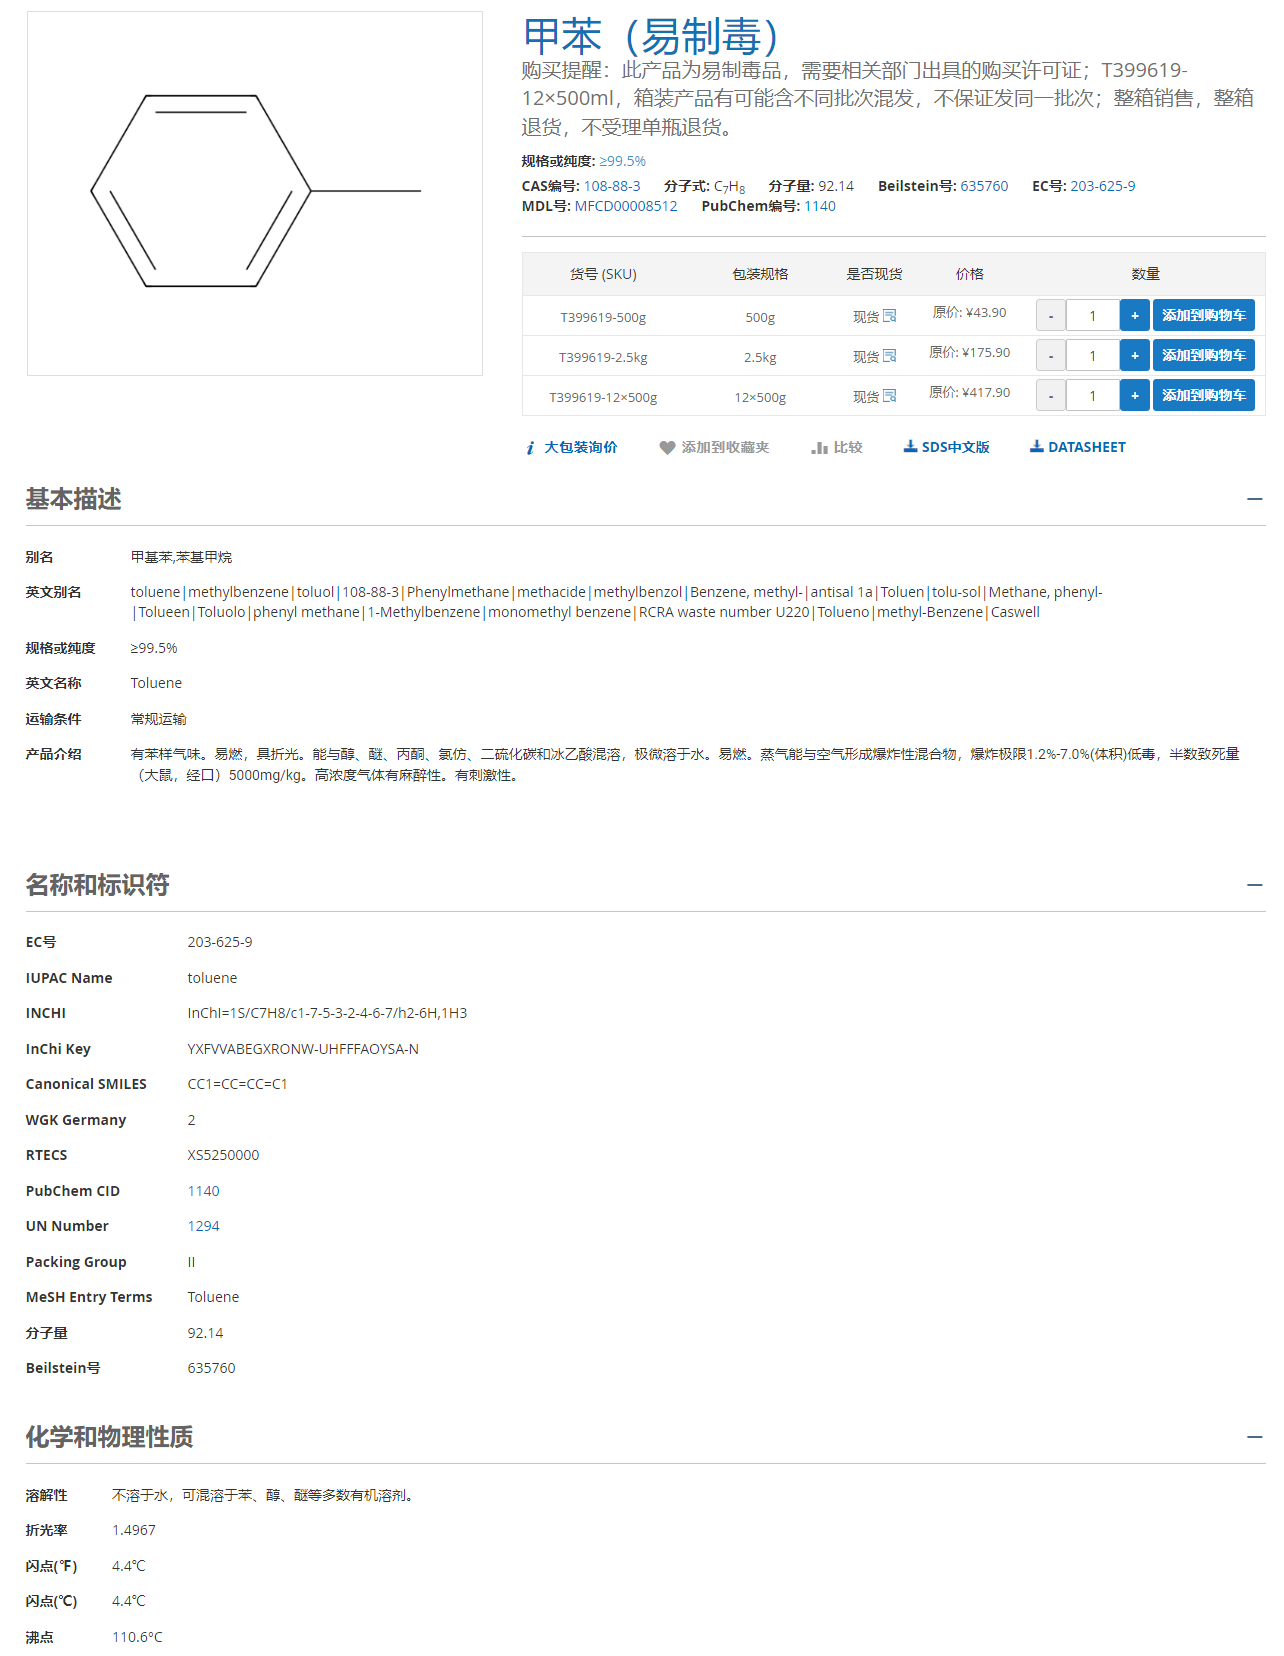 甲苯（易制毒）
购买提醒：此产品为易制毒品，需要相关部门出具的购买许可证；T399619-
12×500ml，箱装产品有可能含不同批次混发，不保证发同一批次；整箱销售，整箱
退货，不受理单瓶退货。
规格或纯度: ≥99.5%
CAS编号: 108-88-3 分子式: C₇H₈ 分子量: 92.14 Beilstein号: 635760 EC号: 203-625-9
MDL号: MFCD00008512 PubChem编号: 1140
货号 (SKU) 包装规格 是否现货 价格 数量
T399619-500g 500g 现货 原价: ¥43.90 - 1 + 添加到购物车
T399619-2.5kg 2.5kg 现货 原价: ¥175.90 - 1 + 添加到购物车
T399619-12×500g 12×500g 现货 原价: ¥417.90 - 1 + 添加到购物车
大包装询价 添加到收藏夹 比较 SDS中文版 DATASHEET
基本描述
别名 甲基苯,苯基甲烷
英文别名 toluene|methylbenzene|toluol|108-88-3|Phenylmethane|methacide|methylbenzol|Benzene, methyl-|antisal 1a|Toluen|tolu-sol|Methane, phenyl-
|Tolueen|Toluolo|phenyl methane|1-Methylbenzene|monomethyl benzene|RCRA waste number U220|Tolueno|methyl-Benzene|Caswell
规格或纯度 ≥99.5%
英文名称 Toluene
运输条件 常规运输
产品介绍 有苯样气味。易燃，具折光。能与醇、醚、丙酮、氯仿、二硫化碳和冰乙酸混溶，极微溶于水。易燃。蒸气能与空气形成爆炸性混合物，爆炸极限1.2%-7.0%(体积)低毒，半数致死量
（大鼠，经口）5000mg/kg。高浓度气体有麻醉性。有刺激性。
名称和标识符
EC号 203-625-9
IUPAC Name toluene
INCHI InChI=1S/C7H8/c1-7-5-3-2-4-6-7/h2-6H,1H3
InChi Key YXFVVABEGXRONW-UHFFFAOYSA-N
Canonical SMILES CC1=CC=CC=C1
WGK Germany 2
RTECS XS5250000
PubChem CID 1140
UN Number 1294
Packing Group II
MeSH Entry Terms Toluene
分子量 92.14
Beilstein号 635760
化学和物理性质
溶解性 不溶于水，可混溶于苯、醇、醚等多数有机溶剂。
折光率 1.4967
闪点(℉) 4.4℃
闪点(℃) 4.4℃
沸点 110.6°C